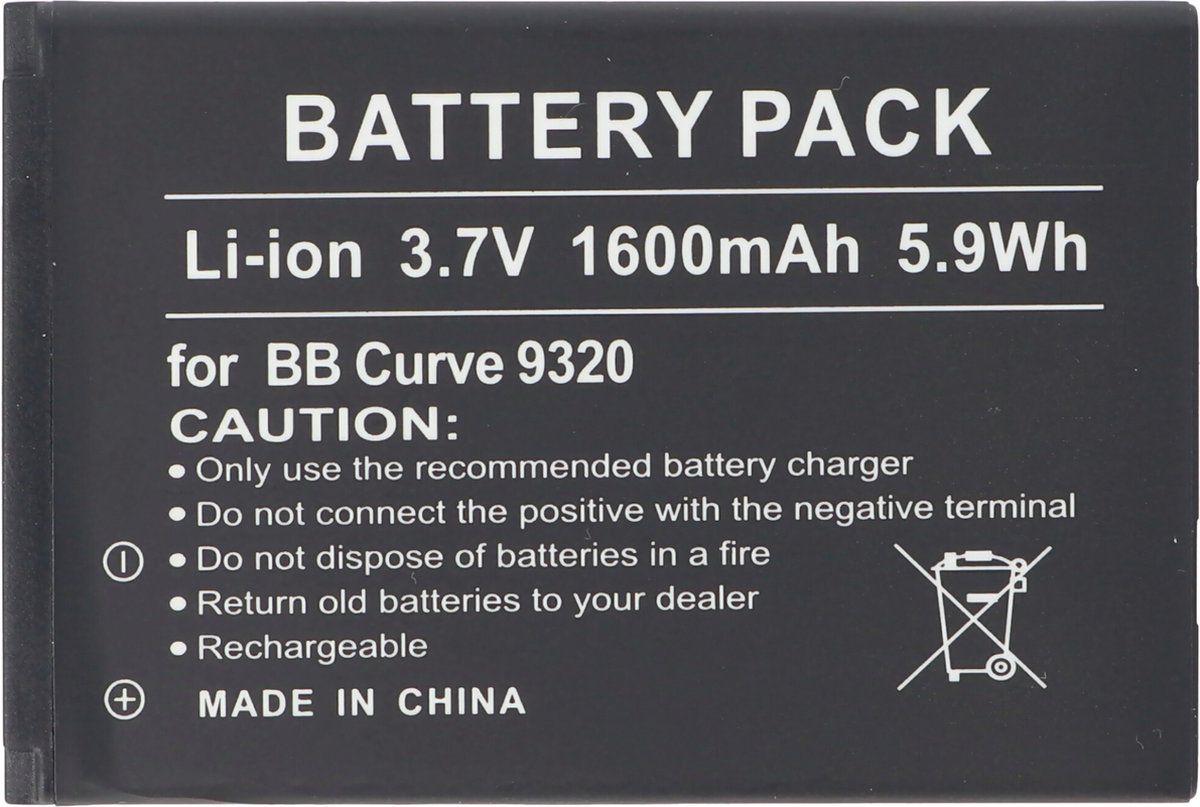 BATTERY PACK
Li-ion 3.7V 1600mAh 5.9Wh
for BB Curve 9320
CAUTION:
• Only use the recommended battery charger
• Do not connect the positive with the negative terminal
• Do not dispose of batteries in a fire
• Return old batteries to your dealer
• Rechargeable
MADE IN CHINA